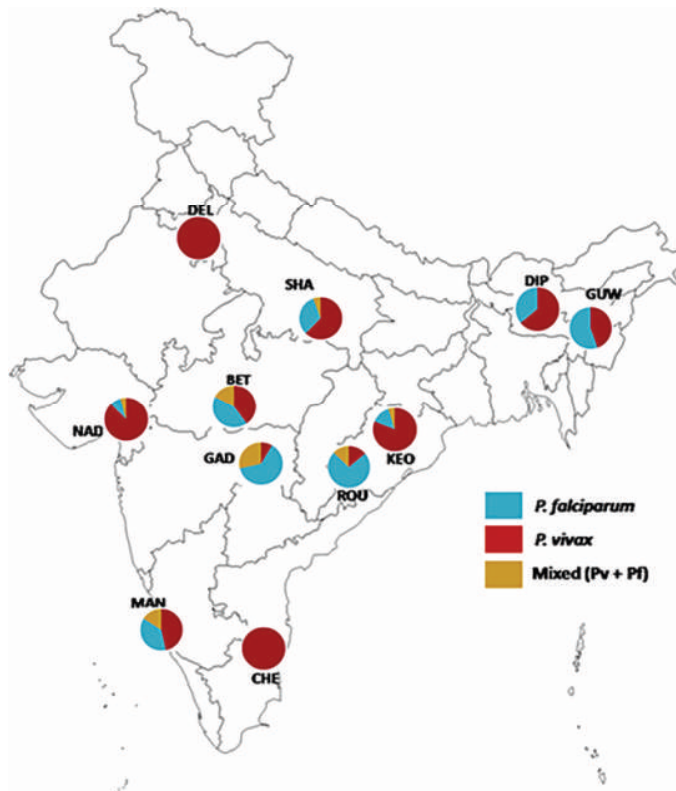 DEL
SHA
DIP
GUW
BET
NAD
GAD
KEO
ROU
P. falciparum
P. vivax
Mixed (Pv + Pf)
MAN
CHE